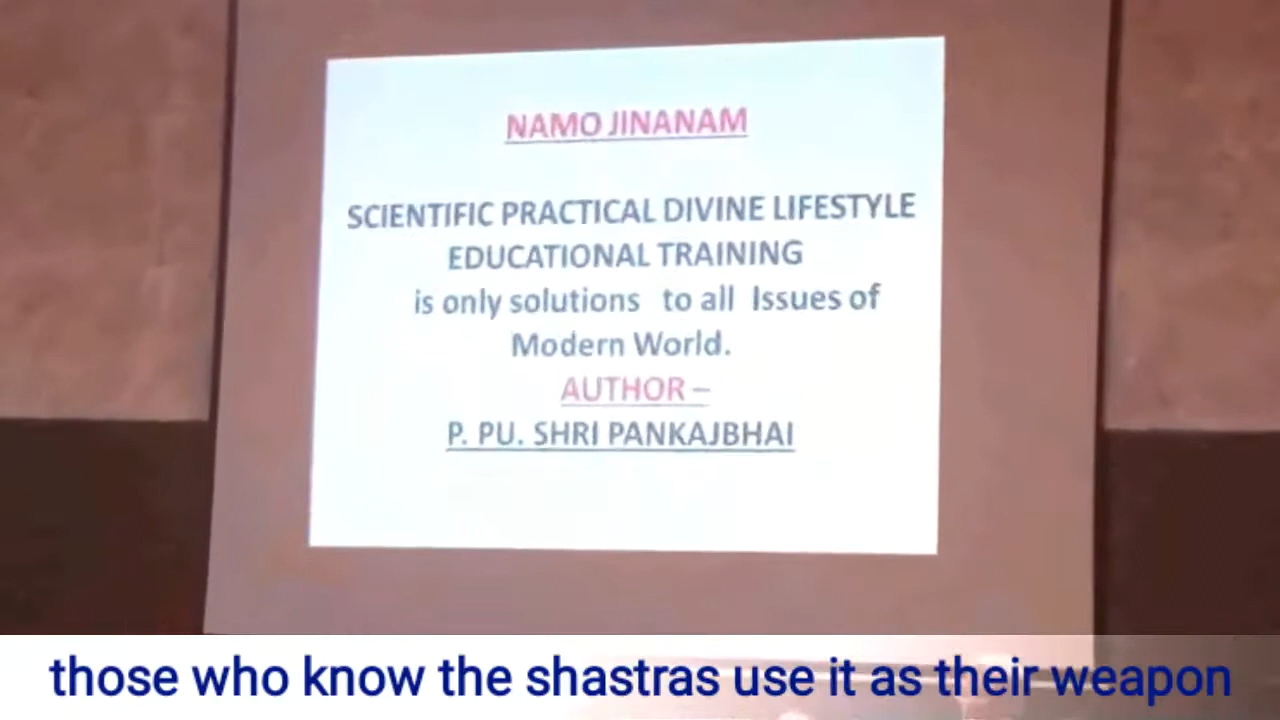 NAMO JINANAM
SCIENTIFIC PRACTICAL DIVINE LIFESTYLE
EDUCATIONAL TRAINING
is only solutions to all Issues of
Modern World.
AUTHOR –
P. PU. SHRI PANKAJBHAI
those who know the shastras use it as their weapon